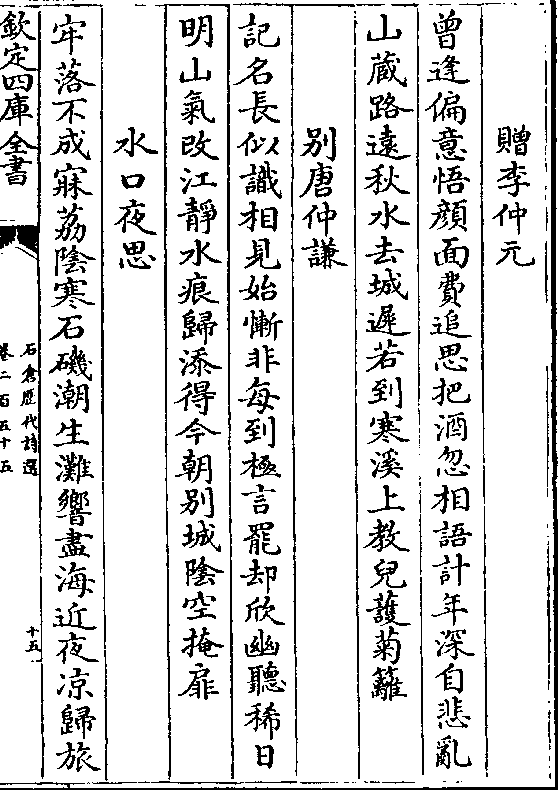 贈李仲元
曾逢偏意悟顔面費追思把酒忽相語計年深自悲亂
山蔵路遠秋水去城遲若到寒溪上教兒護菊籬
别唐仲謙
記名長似識相見始慚非每到極言罷却欣幽聽稀日
明山氣改江靜水痕歸添得今朝别城陰空掩扉
水口夜思
牢落不成寐荔陰寒石磯潮生灘響盡海近夜凉歸旅
欽定四庫全書
石倉歴代詩選
卷二百五十五
十五